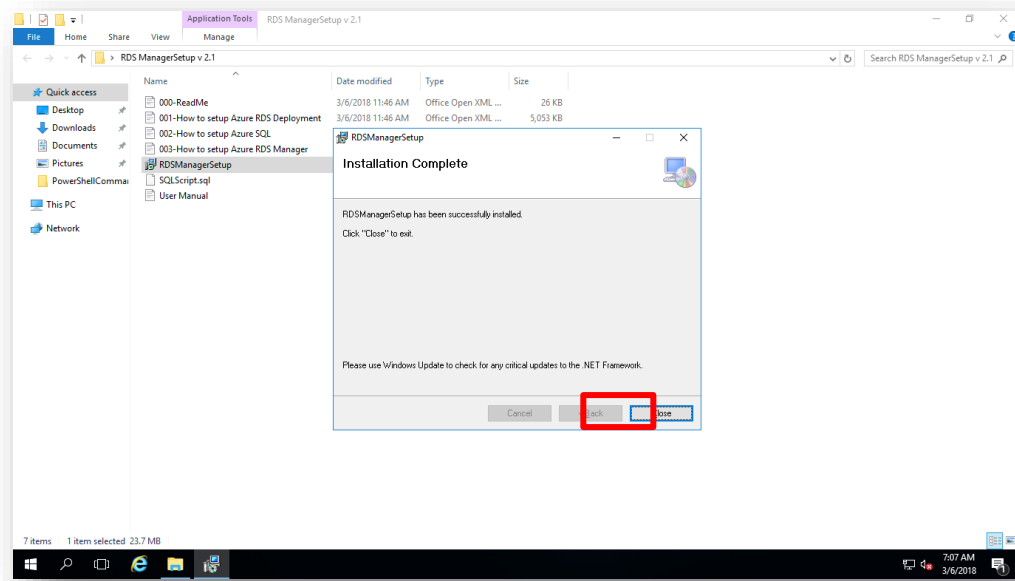 Application Tools
RDS ManagerSetup v 2.1
File
Home
Share
View
Manage
RDS ManagerSetup v 2.1
Search RDS ManagerSetup v 2.1
Name
Date modified
Type
Size
Quick access
Desktop
Downloads
Documents
Pictures
PowerShellComman
This PC
Network
000-ReadMe 3/6/2018 11:46 AM Office Open XML ... 26 KB
001-How to setup Azure RDS Deployment 3/6/2018 11:46 AM Office Open XML ... 5,053 KB
002-How to setup Azure SQL
003-How to setup Azure RDS Manager
RDSManagerSetup
SQLScript.sql
User Manual
RDSManagerSetup
Installation Complete
RDSManagerSetup has been successfully installed.
Click "Close" to exit.
Please use Windows Update to check for any critical updates to the .NET Framework.
Cancel
Back
Close
7 items 1 item selected 23.7 MB
7:07 AM
3/6/2018